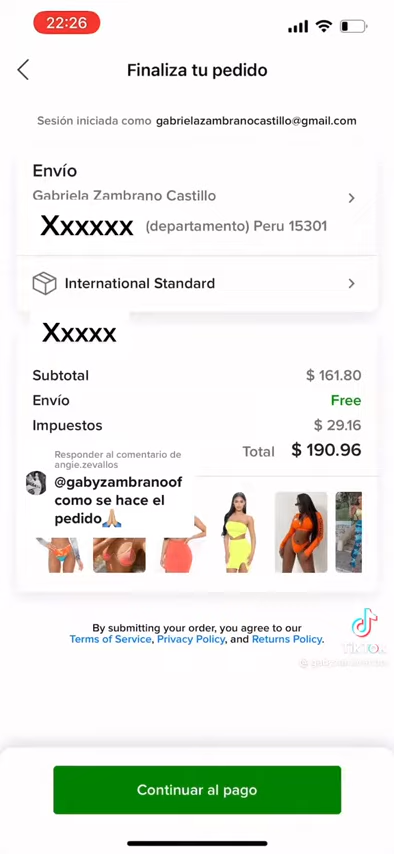 22:26
Finaliza tu pedido
Sesión iniciada como gabrielazambranocastillo@gmail.com
Envío
Gabriela Zambrano Castillo
Xxxxxx (departamento) Peru 15301
International Standard
Xxxxx
Subtotal $ 161.80
Envío Free
Impuestos $ 29.16
Total $ 190.96
Responder al comentario de
angie.zevallos
@gabyzambranoof
como se hace el
pedido🙏🏼
By submitting your order, you agree to our
Terms of Service, Privacy Policy, and Returns Policy.
TikTok
Continuar al pago